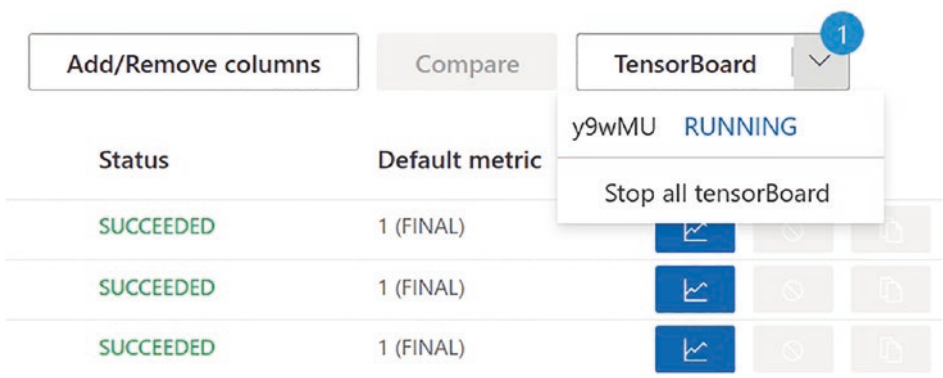 1
Add/Remove columns Compare TensorBoard
y9wMU RUNNING
Status Default metric
Stop all tensorBoard
SUCCEEDED 1 (FINAL)
SUCCEEDED 1 (FINAL)
SUCCEEDED 1 (FINAL)